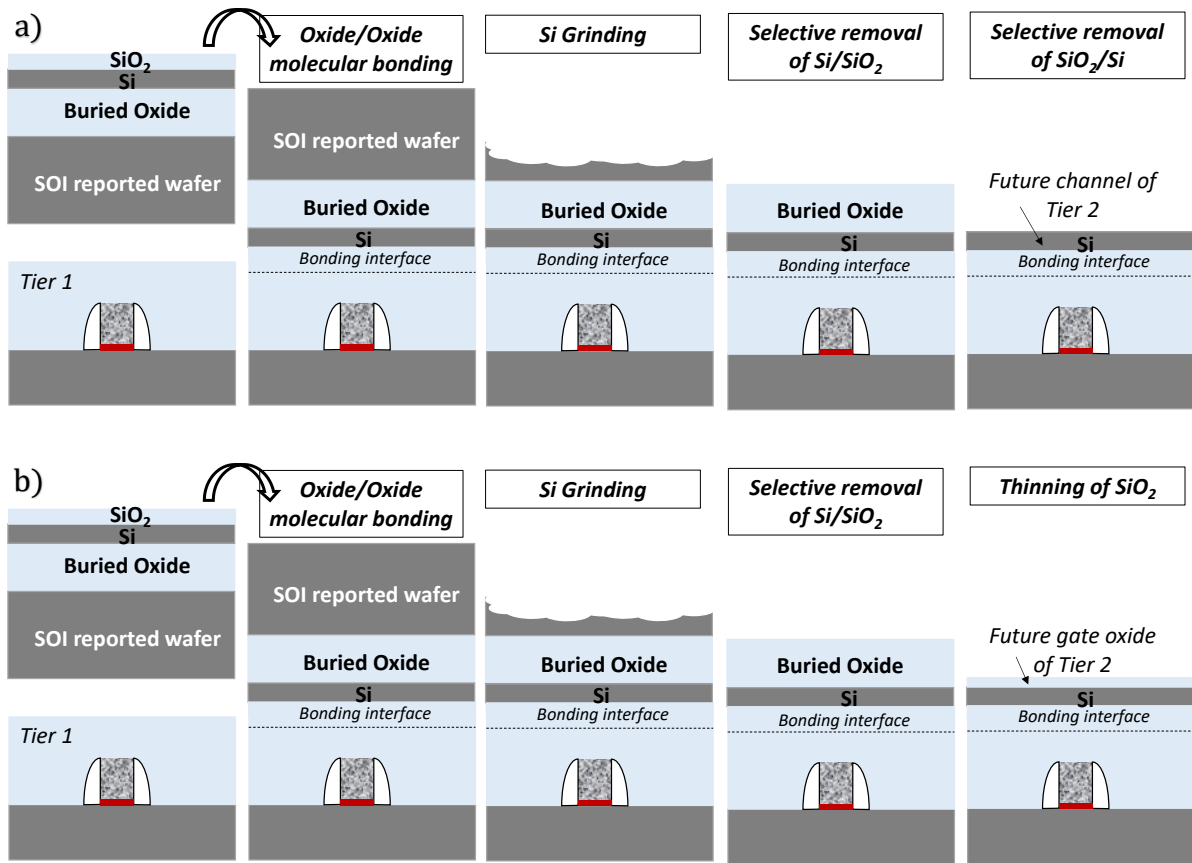 a)
Oxide/Oxide
molecular bonding
Si Grinding
Selective removal
of Si/SiO₂
Selective removal
of SiO₂/Si
SiO₂
Si
Buried Oxide
SOI reported wafer
Tier 1
SOI reported wafer
Buried Oxide
Si
Bonding interface
Buried Oxide
Si
Bonding interface
Buried Oxide
Si
Bonding interface
Future channel of
Tier 2
Si
Bonding interface
b)
Oxide/Oxide
molecular bonding
Si Grinding
Selective removal
of Si/SiO₂
Thinning of SiO₂
SiO₂
Si
Buried Oxide
SOI reported wafer
Tier 1
SOI reported wafer
Buried Oxide
Si
Bonding interface
Buried Oxide
Si
Bonding interface
Buried Oxide
Si
Bonding interface
Future gate oxide
of Tier 2
Si
Bonding interface